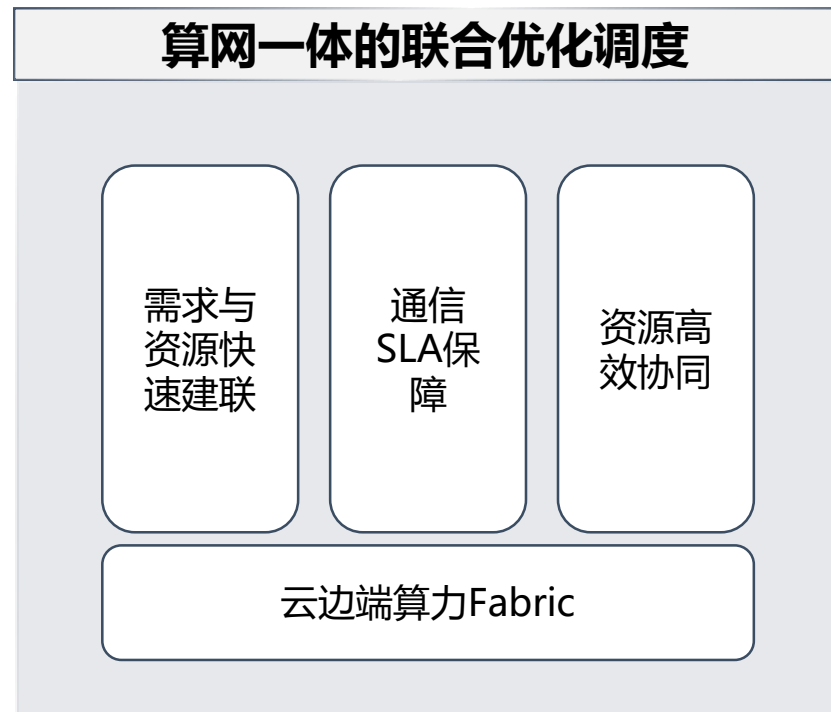 算网一体的联合优化调度
需求与
资源快
速建联
通信
SLA保
障
资源高
效协同
云边端算力Fabric